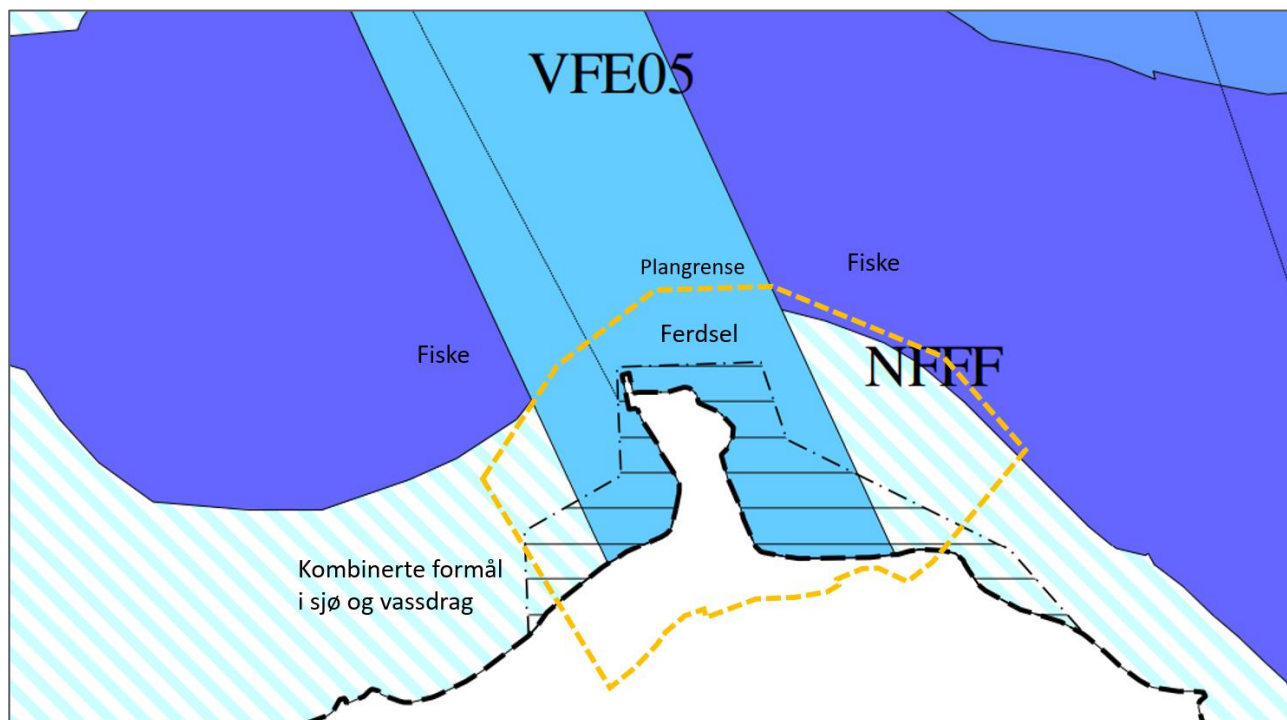 VFE05
Plangrense
Fiske
Ferdsel
Fiske
NFFF
Kombinerte formål
i sjø og vassdrag